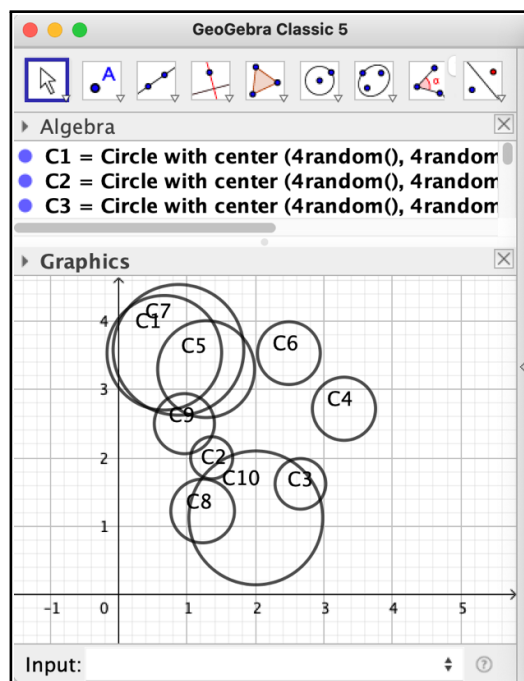 GeoGebra Classic 5
A
α
Algebra
C1 = Circle with center (4random(), 4random
C2 = Circle with center (4random(), 4random
C3 = Circle with center (4random(), 4random
Graphics
4
C7
C1
C5
C6
3
C4
C9
2
C2
C10
C3
C8
1
-1 0 1 2 3 4 5
Input:
?